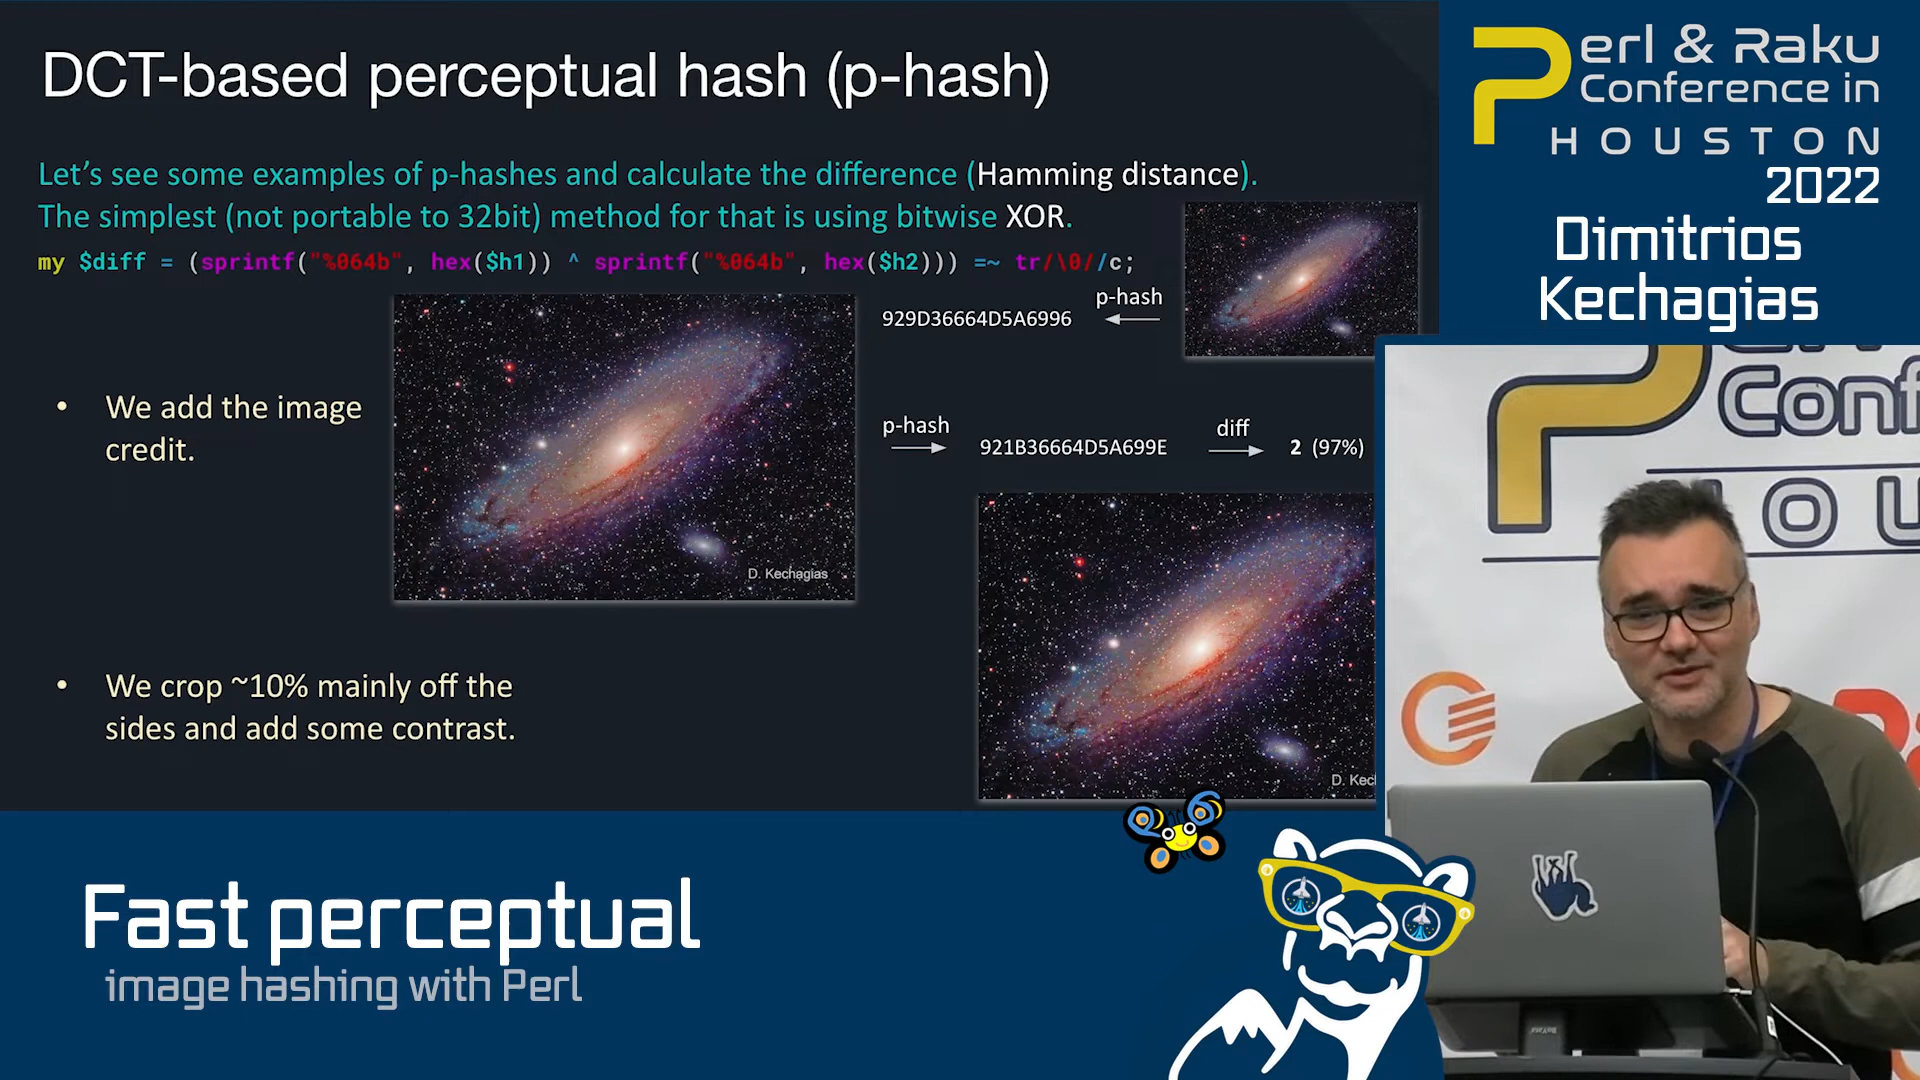 DCT-based perceptual hash (p-hash)
Let's see some examples of p-hashes and calculate the difference (Hamming distance).
The simplest (not portable to 32bit) method for that is using bitwise XOR.
my $diff = (sprintf("%064b", hex($h1)) ^ sprintf("%064b", hex($h2))) =~ tr/\0//c;
p-hash
929D36664D5A6996
• We add the image
credit.
p-hash
921B36664D5A699E
diff
2 (97%)
D. Kechagias
• We crop ~10% mainly off the
sides and add some contrast.
D. Kec
Perl & Raku
Conference in
HOUSTON
2022
Dimitrios
Kechagias
Conf
OU
Fast perceptual
image hashing with Perl